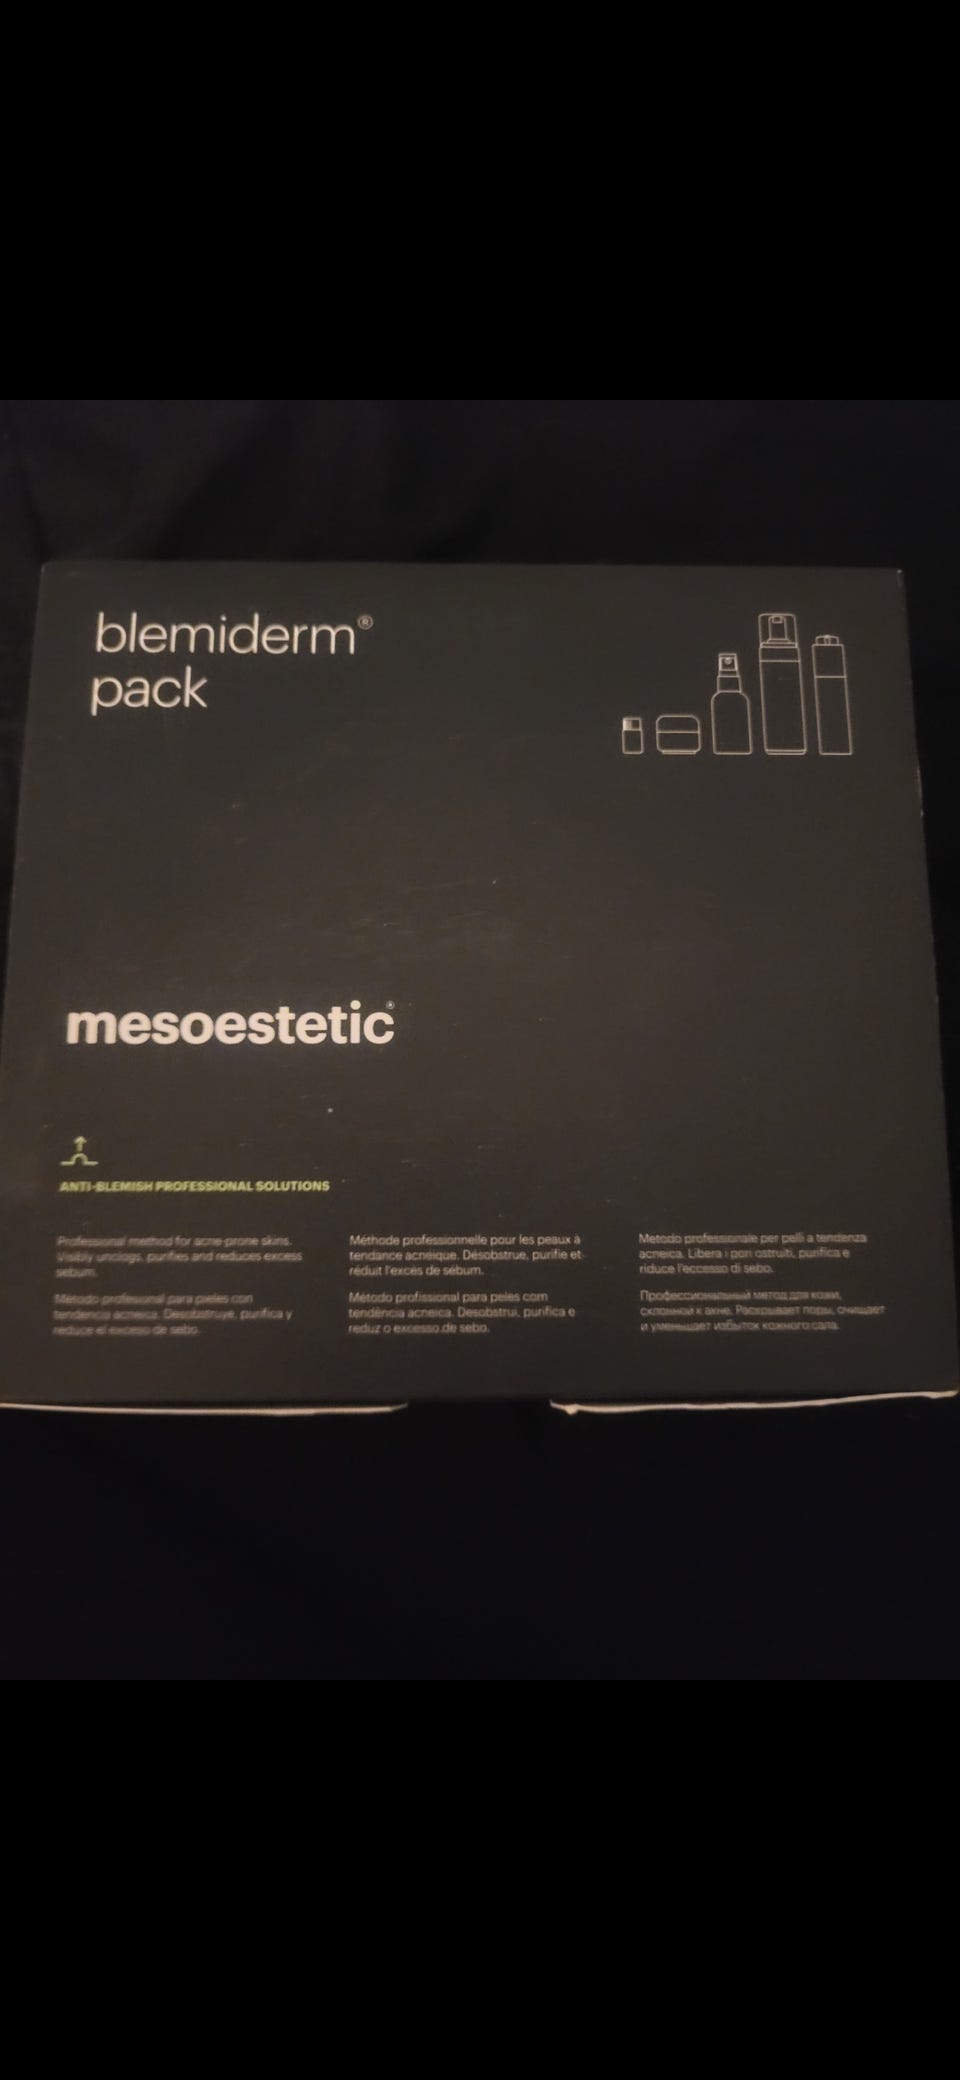 blemiderm®
pack
mesoestetic®
ANTI-BLEMISH PROFESSIONAL SOLUTIONS
Professional method for acne-prone skins.
Visibly unclogs, purifies and reduces excess
sebum.
Método profesional para pieles con
tendencia acneica. Desobstruye, purifica y
reduce el exceso de sebo.
Méthode professionnelle pour les peaux à
tendance acnéique. Désobstrue, purifie et
réduit l'excès de sébum.
Método profissional para peles com
tendência acneica. Desobstrui, purifica e
reduz o excesso de sebo.
Metodo professionale per pelli a tendenza
acneica. Libera i pori ostruiti, purifica e
riduce l'eccesso di sebo.
Профессиональный метод для кожи,
склонной к акне. Раскрывает поры, очищает
и уменьшает избыток кожного сала.